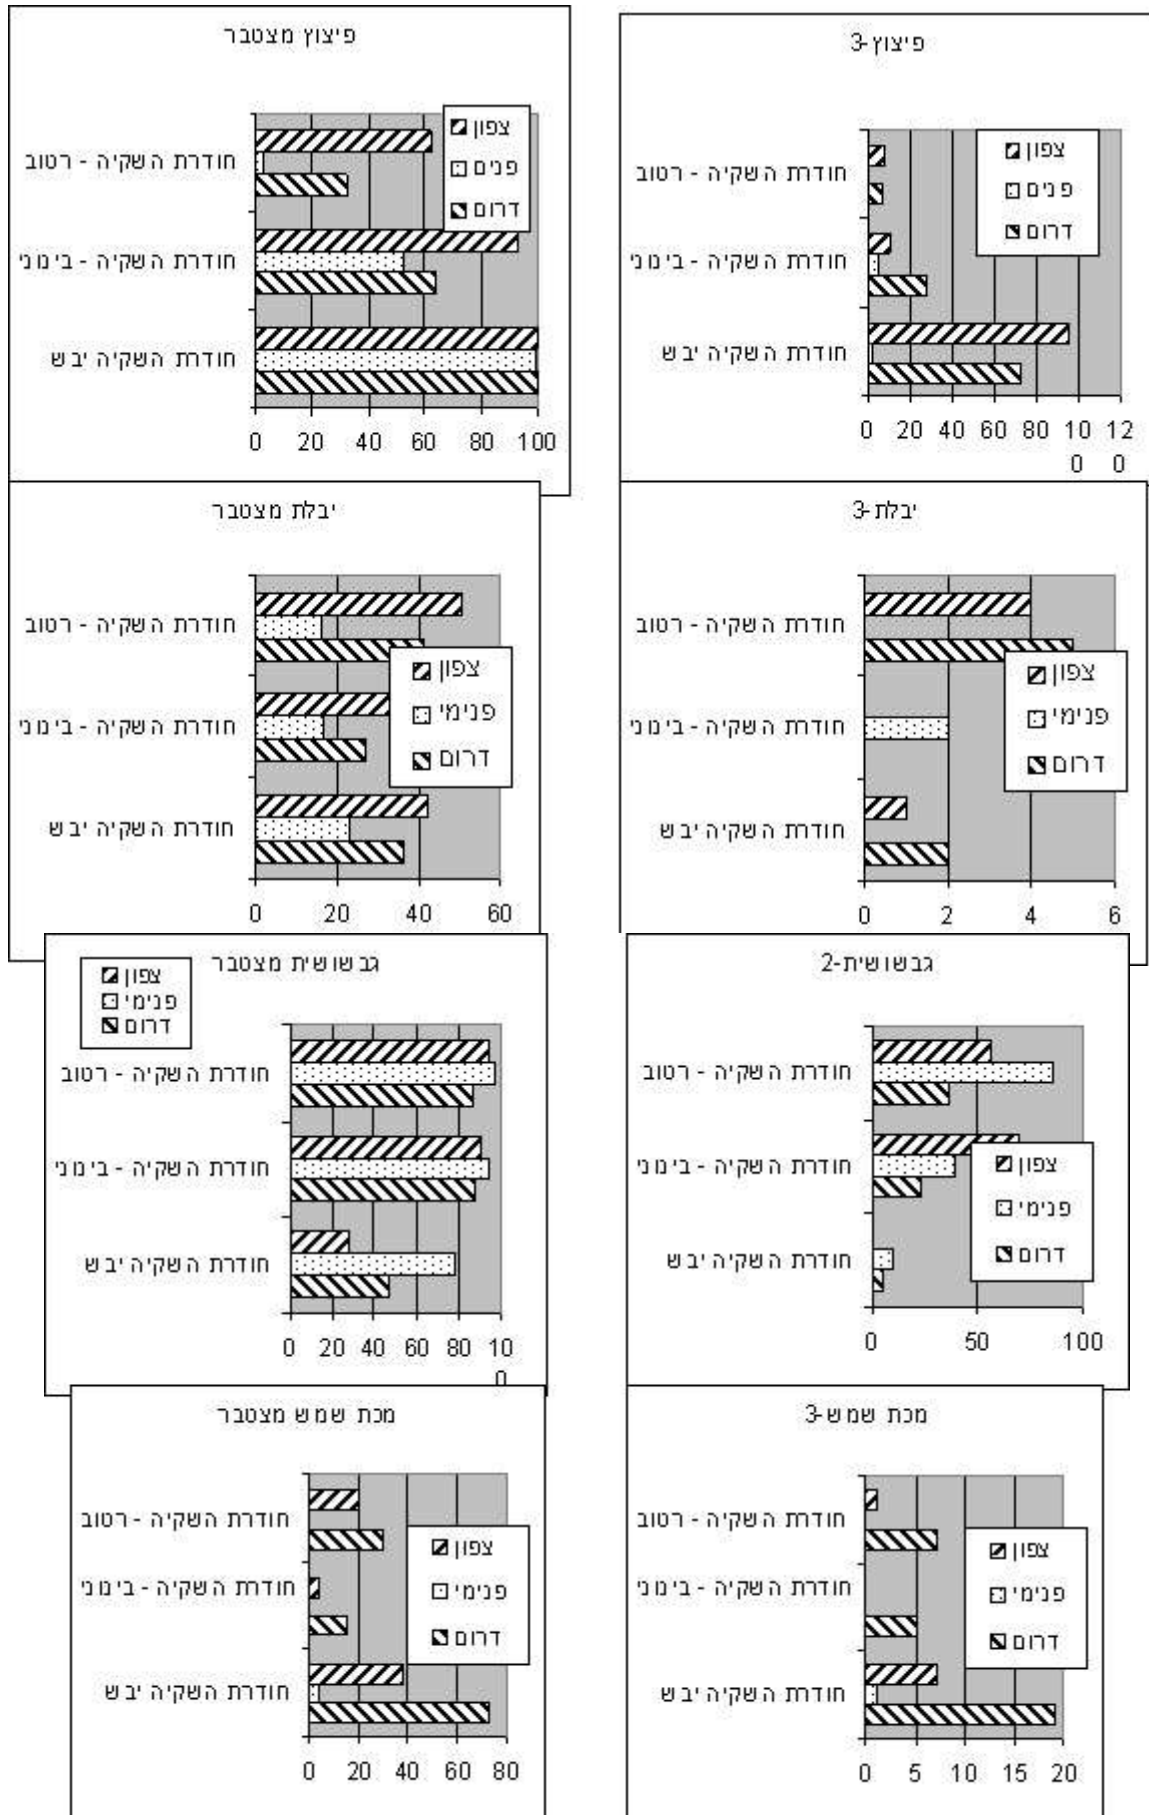 פיצוץ מצטבר
צפון
פנים
דרום
חודרת השקיה - רטוב
חודרת השקיה - בינוני
חודרת השקיה יבש
0 20 40 60 80 100
פיצוץ-3
צפון
פנים
דרום
חודרת השקיה - רטוב
חודרת השקיה - בינוני
חודרת השקיה יבש
0 20 40 60 80 10 12
0 0
יבלת מצטבר
חודרת השקיה - רטוב
חודרת השקיה - בינוני
חודרת השקיה יבש
צפון
פנימי
דרום
0 20 40 60
יבלת-3
חודרת השקיה - רטוב
חודרת השקיה - בינוני
חודרת השקיה יבש
צפון
פנימי
דרום
0 2 4 6
גבשושית מצטבר
צפון
פנימי
דרום
חודרת השקיה - רטוב
חודרת השקיה - בינוני
חודרת השקיה יבש
0 20 40 60 80 10
0
גבשושית-2
חודרת השקיה - רטוב
חודרת השקיה - בינוני
חודרת השקיה יבש
צפון
פנימי
דרום
0 50 100
מכת שמש מצטבר
חודרת השקיה - רטוב
חודרת השקיה - בינוני
חודרת השקיה יבש
צפון
פנימי
דרום
0 20 40 60 80
מכת שמש-3
חודרת השקיה - רטוב
חודרת השקיה - בינוני
חודרת השקיה יבש
צפון
פנימי
דרום
0 5 10 15 20